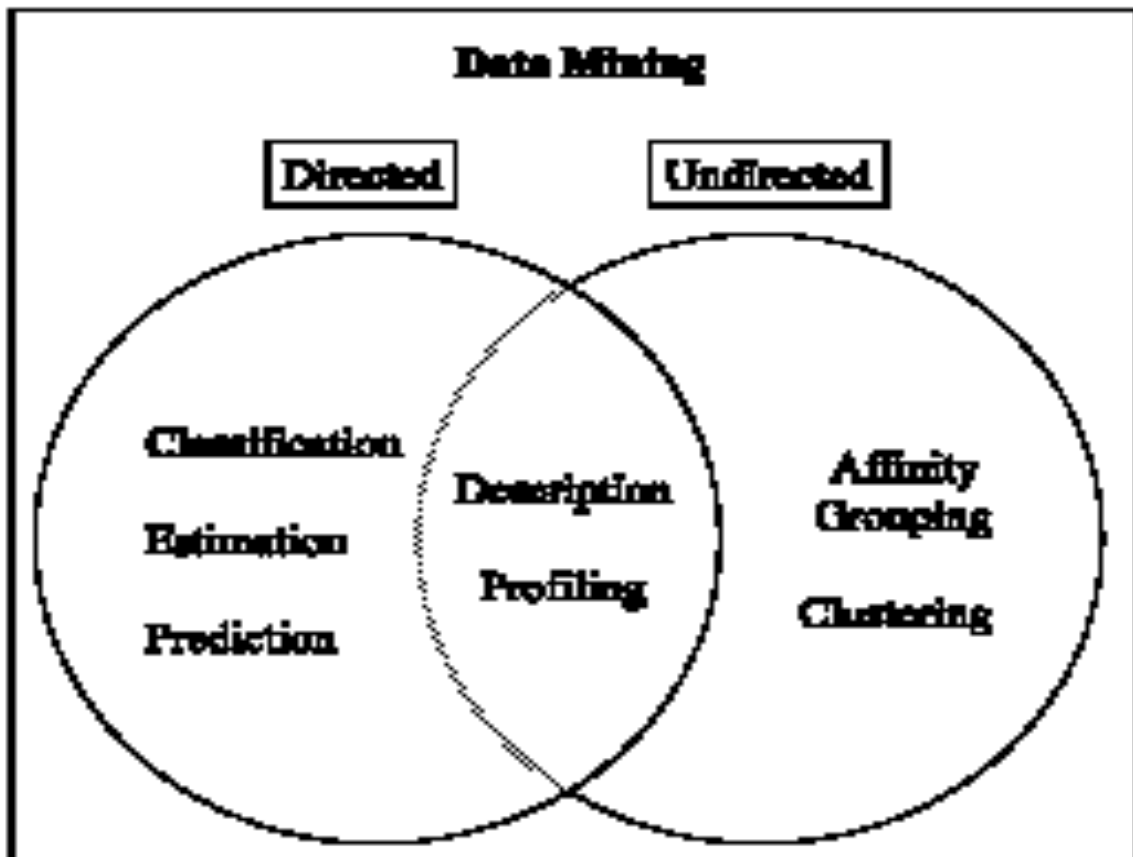 Data Mining
Directed
Undirected
Classification
Estimation
Prediction
Description
Profiling
Affinity
Grouping
Clustering